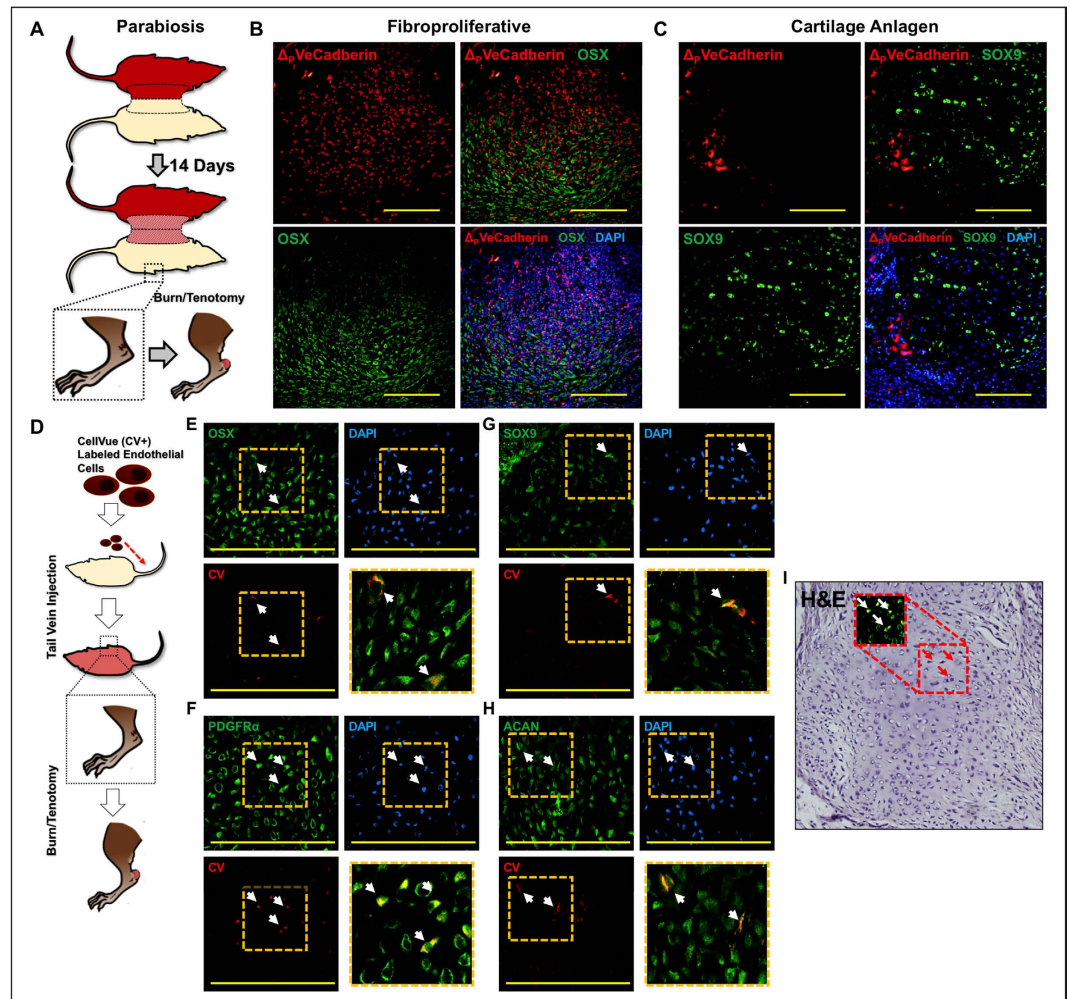 A
Parabiosis
14 Days
Burn/Tenotomy
B
Fibroproliferative
ΔpVeCadberin
ΔpVeCadherin OSX
OSX
ΔpVeCadherin OSX DAPI
C
Cartilage Anlagen
ΔpVeCadherin
ΔpVeCadherin SOX9
SOX9
ΔpVeCadherin SOX9 DAPI
D
CellVue (CV+)
Labeled Endothelial
Cells
Tail Vein Injection
Burn/Tenotomy
E
OSX
DAPI
CV
F
PDGFRα
DAPI
CV
G
SOX9
DAPI
CV
H
ACAN
DAPI
CV
I
H&E